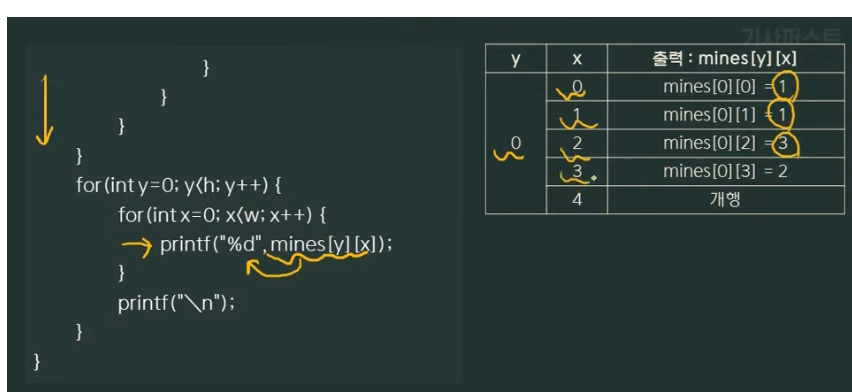 기사퍼스트
}
}
}
}
for(int y=0; y<h; y++) {
for(int x=0; x<w; x++) {
printf("%d",mines[y][x]);
}
printf("\n");
}
}
y x 출력 : mines[y][x]
0 0 mines[0][0] = 1
1 mines[0][1] = 1
2 mines[0][2] = 3
3 mines[0][3] = 2
4 개행